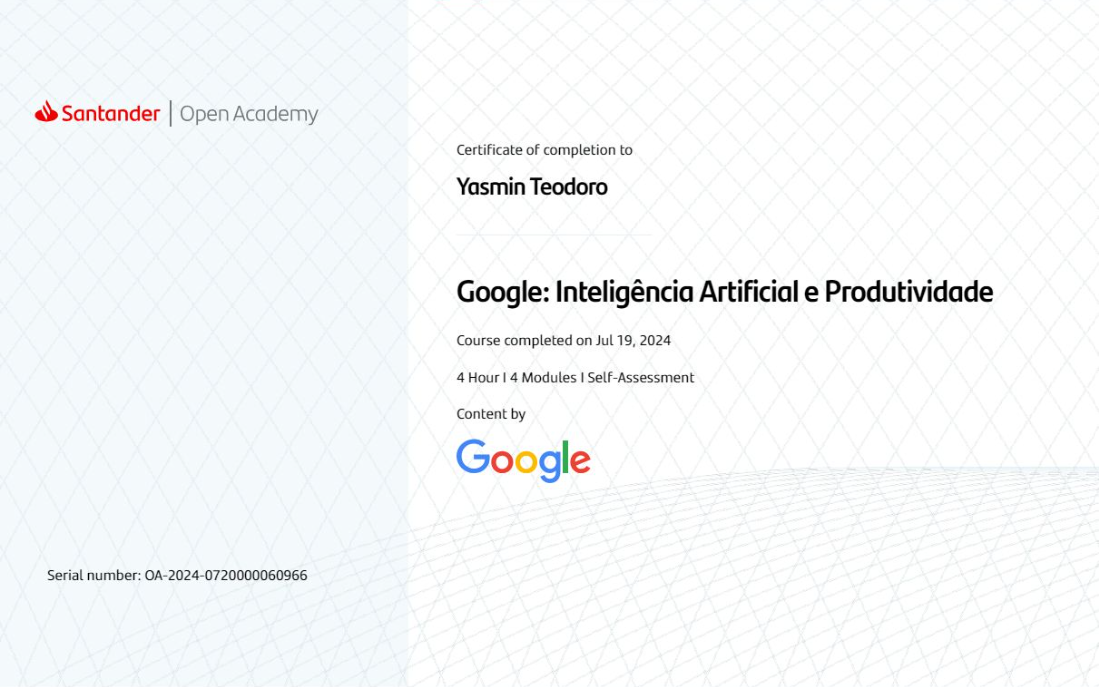 Santander | Open Academy
Certificate of completion to
Yasmin Teodoro
Google: Inteligência Artificial e Produtividade
Course completed on Jul 19, 2024
4 Hour I 4 Modules I Self-Assessment
Content by
Google
Serial number: OA-2024-0720000060966